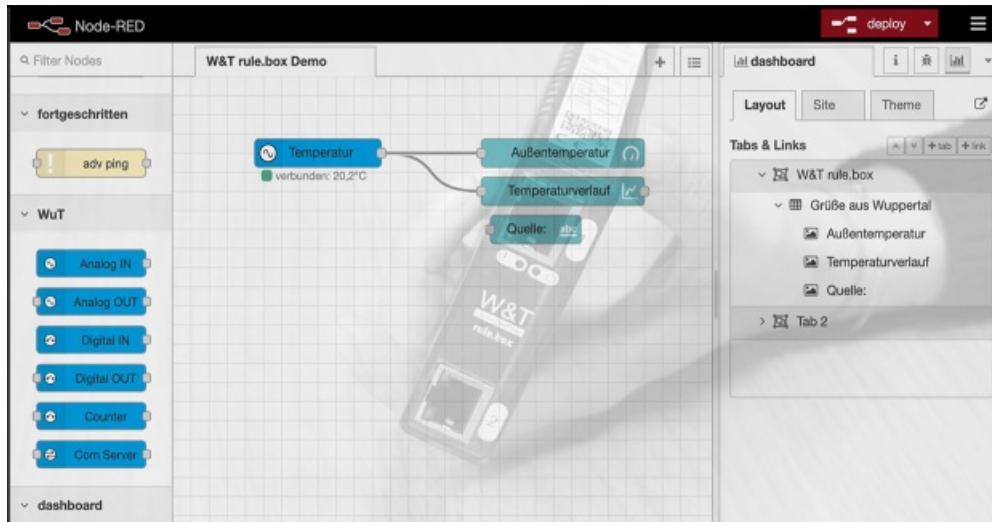 Node-RED
deploy
Filter Nodes
W&T rule.box Demo
dashboard
fortgeschritten
Layout
Site
Theme
Temperatur
Außentemperatur
Tabs & Links
tab
link
adv ping
verbunden: 20,2°C
Temperaturverlauf
W&T rule.box
WuT
Quelle:
abc
Grüße aus Wuppertal
Analog IN
Außentemperatur
Analog OUT
Temperaturverlauf
Digital IN
W&T
rule.box
Quelle:
Tab 2
Digital OUT
Counter
2
Com Server
dashboard